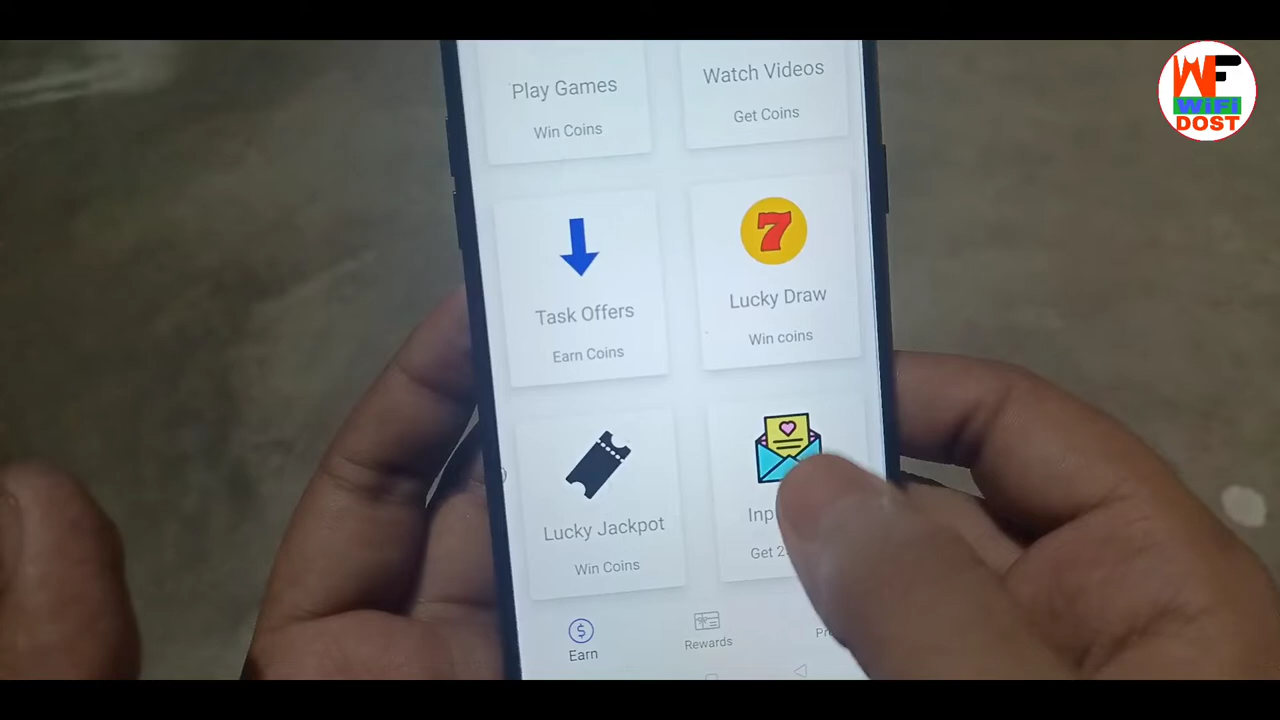 Play Games
Win Coins
Watch Videos
Get Coins
Task Offers
Earn Coins
7
Lucky Draw
Win coins
Lucky Jackpot
Win Coins
Earn
Rewards
WF
WiFi
DOST